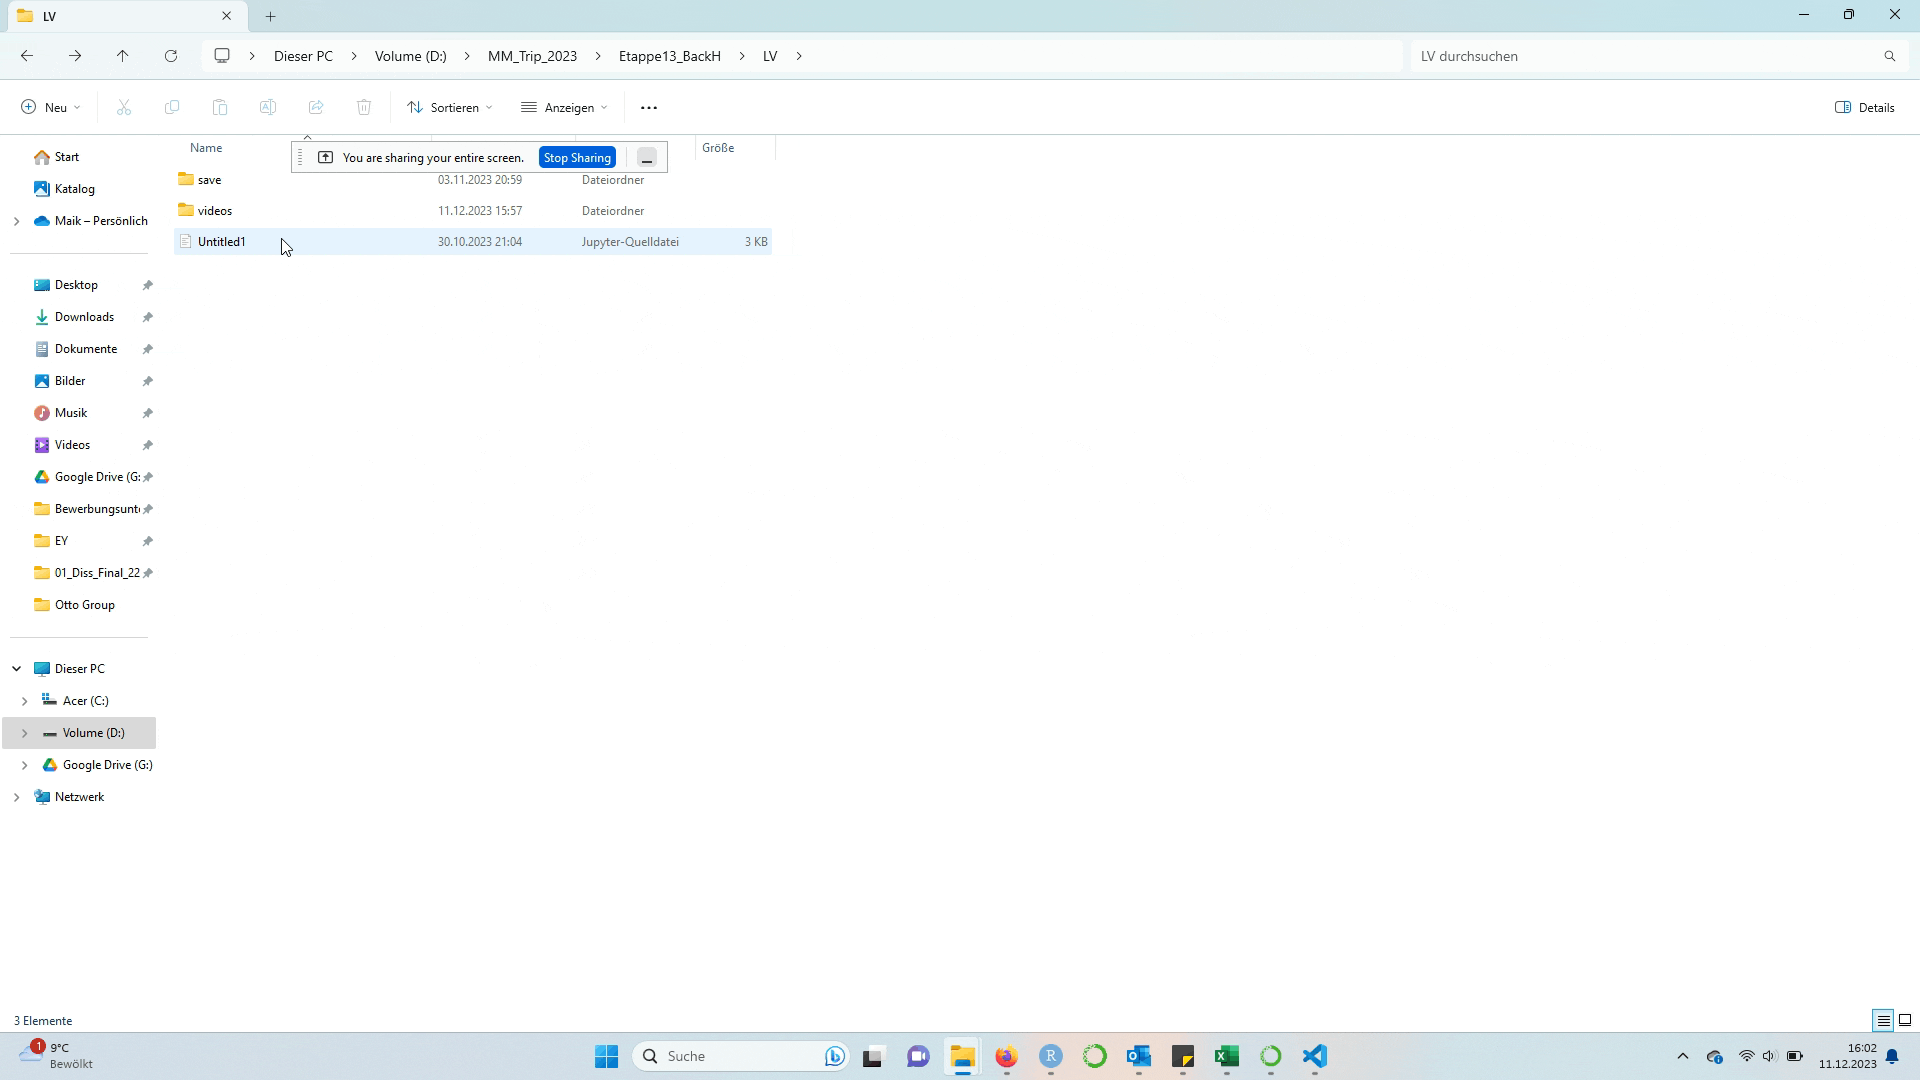 LV
Dieser PC
Volume (D:)
MM_Trip_2023
Etappe13_BackH
LV
LV durchsuchen
Neu
Sortieren
Anzeigen
Details
Name
Größe
You are sharing your entire screen.
Stop Sharing
save
03.11.2023 20:59
Dateiordner
videos
11.12.2023 15:57
Dateiordner
Untitled1
30.10.2023 21:04
Jupyter-Quelldatei
3 KB
Start
Katalog
Maik – Persönlich
Desktop
Downloads
Dokumente
Bilder
Musik
Videos
Google Drive (G:
Bewerbungsunt
EY
01_Diss_Final_22
Otto Group
Dieser PC
Acer (C:)
Volume (D:)
Google Drive (G:)
Netzwerk
3 Elemente
1
9°C
Bewölkt
Suche
16:02
11.12.2023